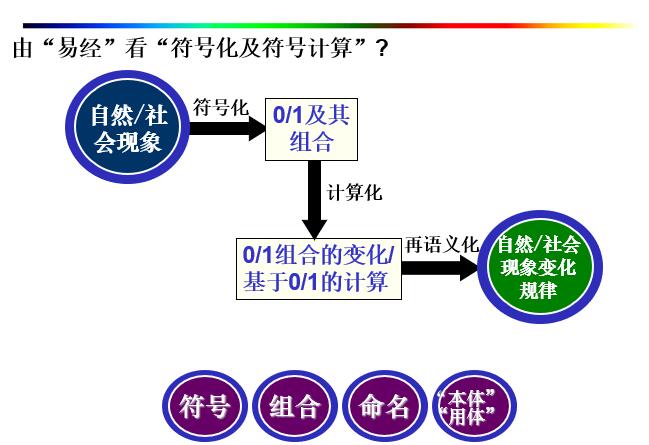 由“易经”看“符号化及符号计算”?
自然/社
会现象
符号化
0/1及其
组合
计算化
0/1组合的变化/
基于0/1的计算
再语义化
自然/社会
现象变化
规律
符号
组合
命名
“本体”
“用体”